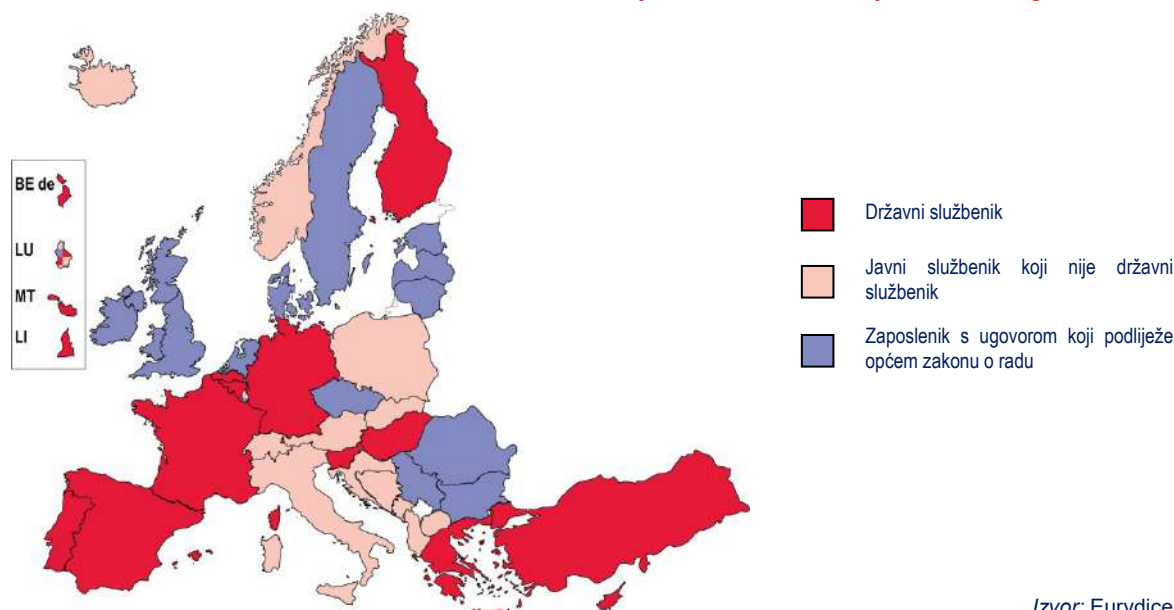 BE de
LU
MT
LI
Državni službenik
Javni službenik koji nije državni
službenik
Zaposlenik s ugovorom koji podliježe
općem zakonu o radu
Izvor: Eurydice